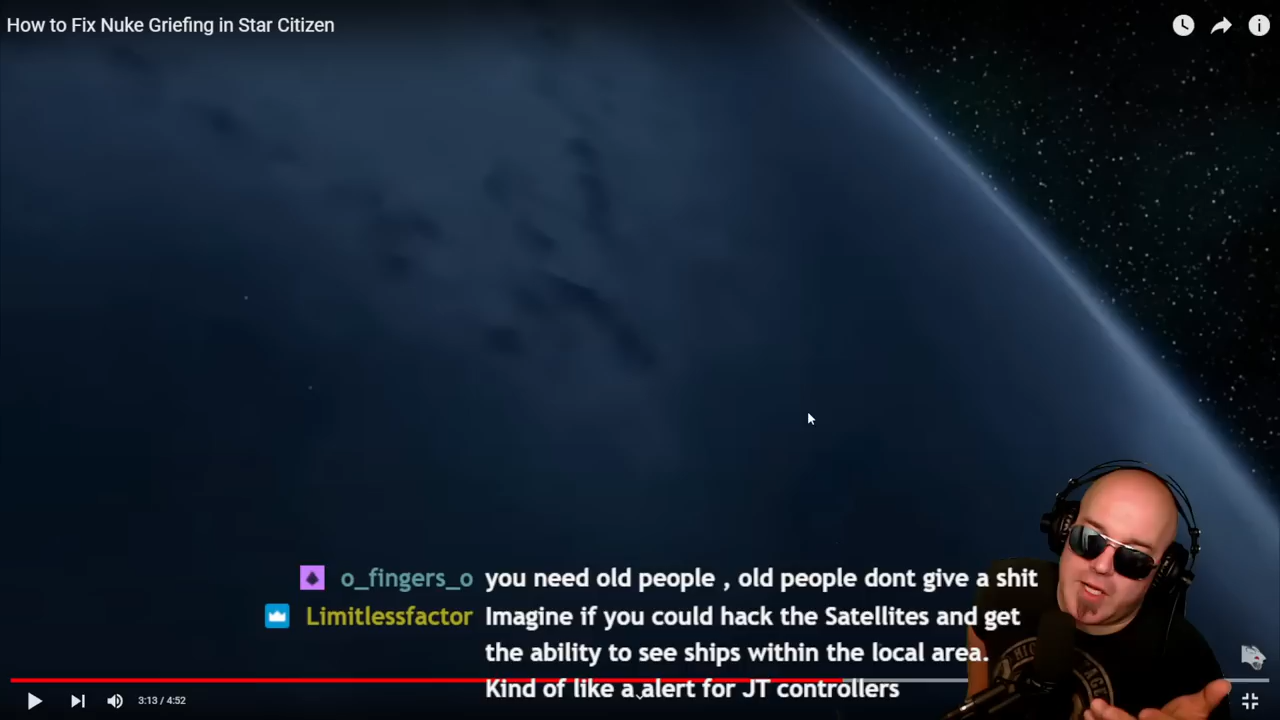 How to Fix Nuke Griefing in Star Citizen
o_fingers_o you need old people , old people dont give a shit
Limitlessfactor Imagine if you could hack the Satellites and get
the ability to see ships within the local area.
Kind of like a alert for JT controllers
3:13 / 4:52